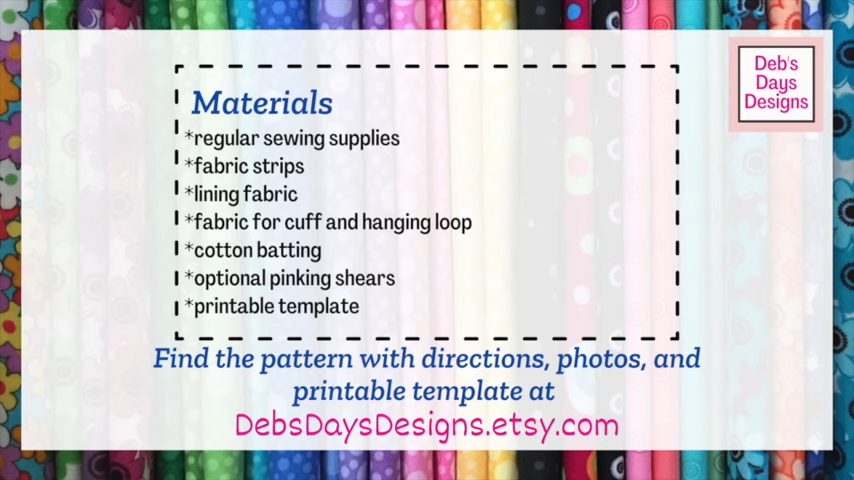 Deb's
Days
Designs
Materials
*regular sewing supplies
*fabric strips
*lining fabric
*fabric for cuff and hanging loop
*cotton batting
*optional pinking shears
*printable template
Find the pattern with directions, photos, and
printable template at
DebsDaysDesigns.etsy.com